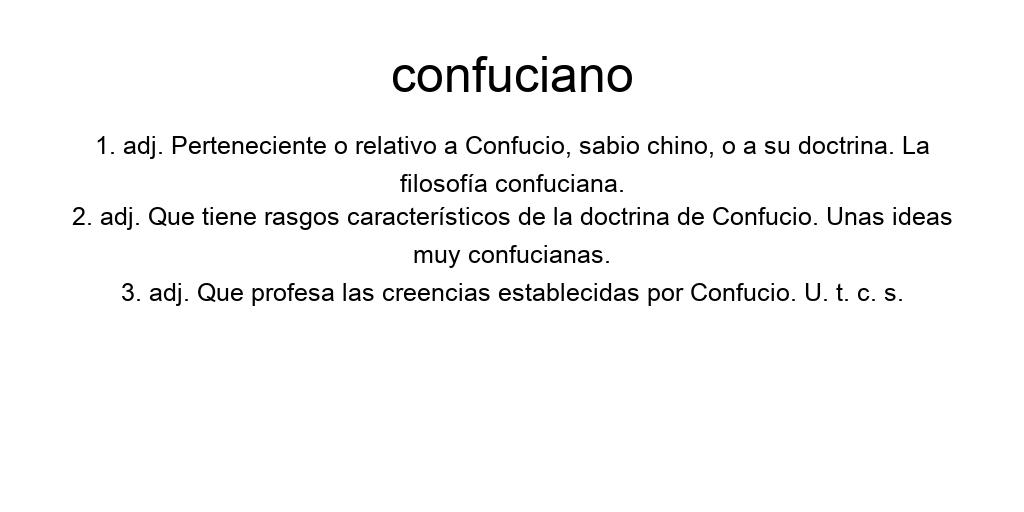 confuciano
1. adj. Perteneciente o relativo a Confucio, sabio chino, o a su doctrina. La
filosofía confuciana.
2. adj. Que tiene rasgos característicos de la doctrina de Confucio. Unas ideas
muy confucianas.
3. adj. Que profesa las creencias establecidas por Confucio. U. t. c. s.